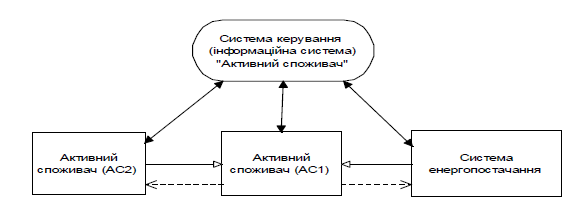 Система керування
(інформаційна система)
"Активний споживач"
Активний
споживач (АС2)
Активний
споживач (АС1)
Система
енергопостачання